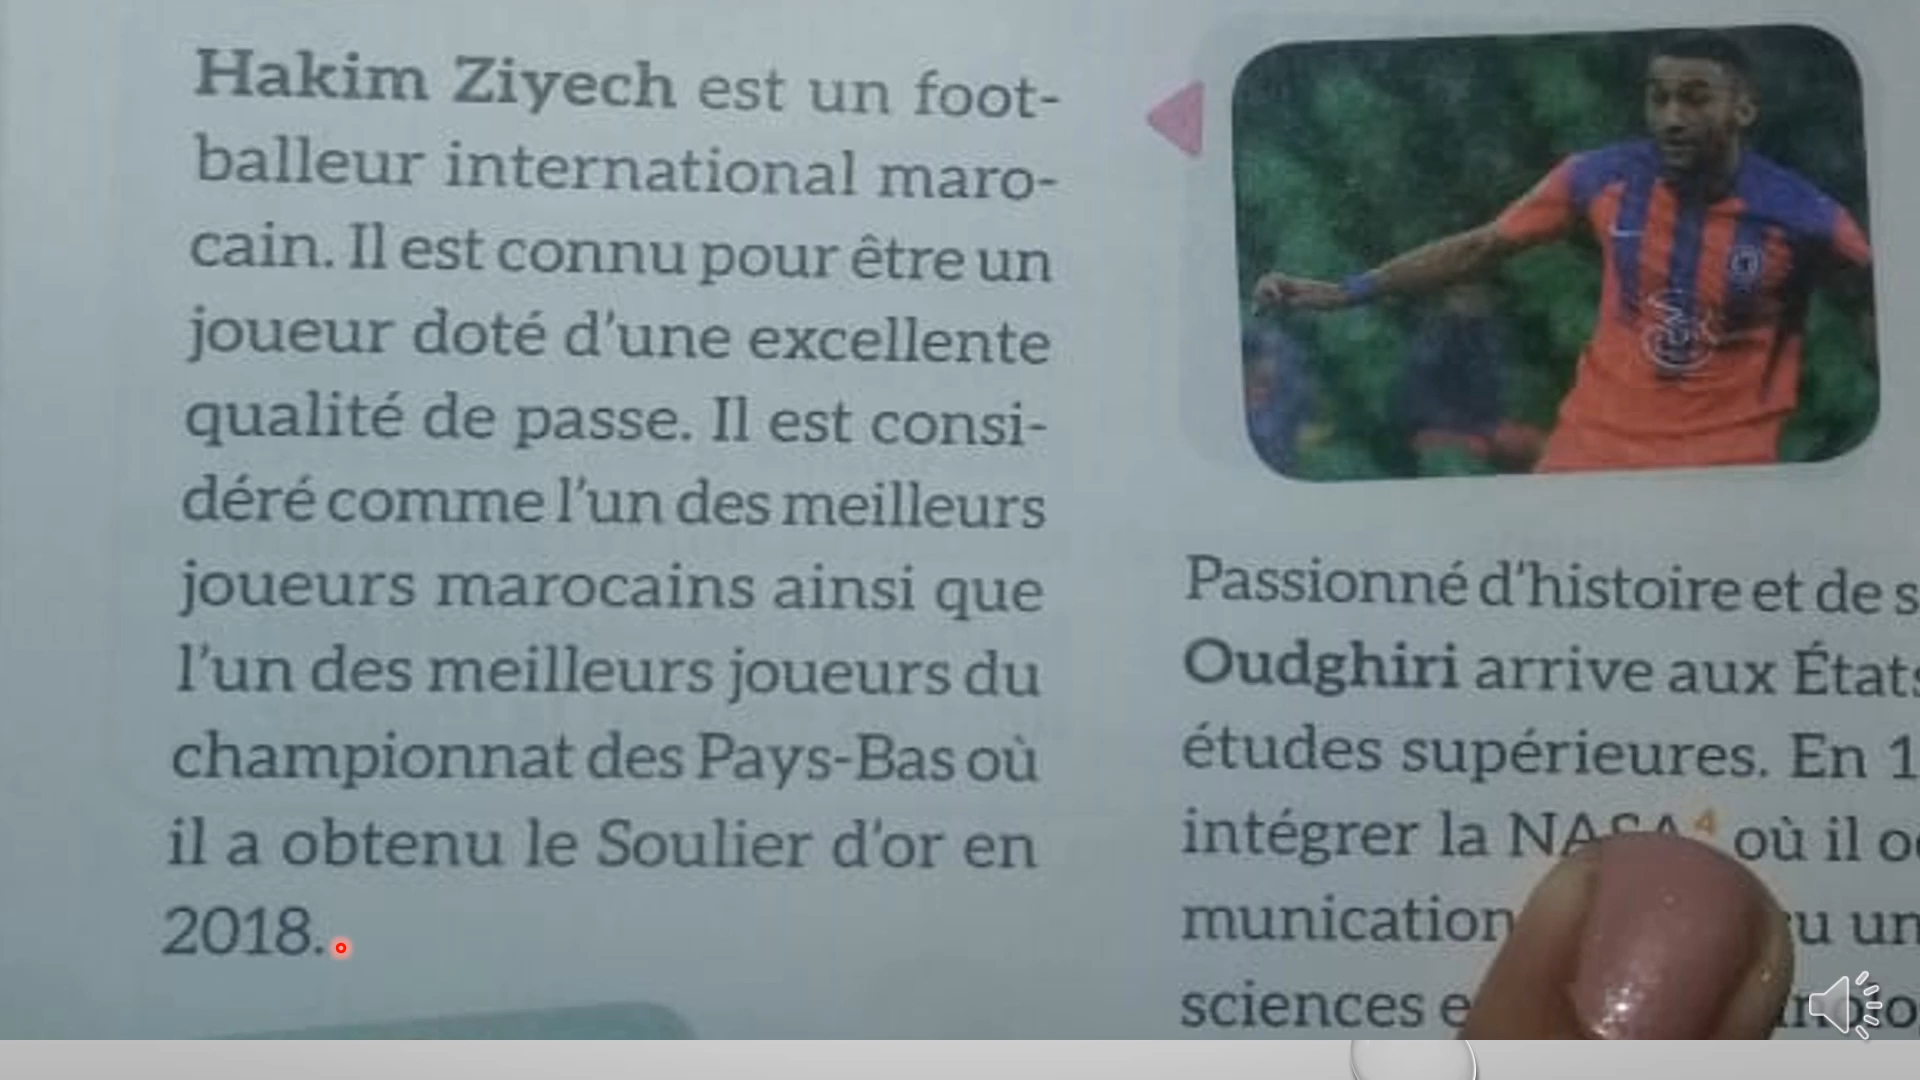 Hakim Ziyech est un foot-
balleur international maro-
cain. Il est connu pour être un
joueur doté d'une excellente
qualité de passe. Il est consi-
déré comme l'un des meilleurs
joueurs marocains ainsi que
l'un des meilleurs joueurs du
championnat des Pays-Bas où
il a obtenu le Soulier d'or en
2018.
Passionné d'histoire et de
Oudghiri arrive aux États
études supérieures. En
intégrer la NASA⁴ où il
munication un
sciences